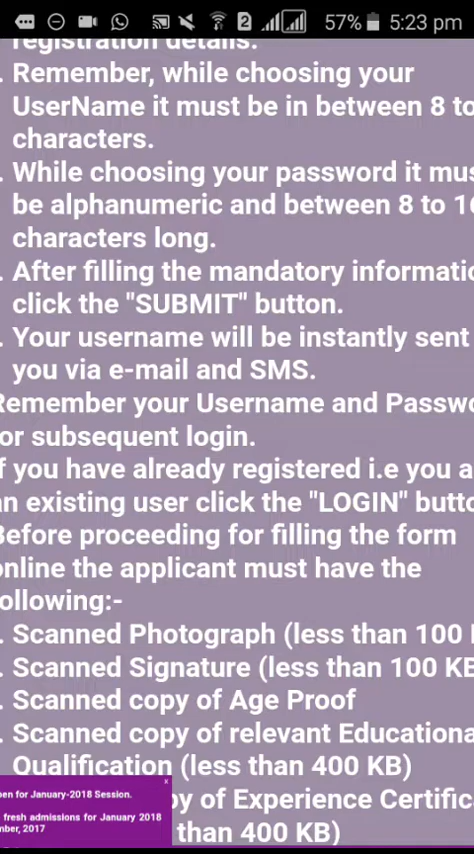 2 57% 5:23 pm
registration details.
. Remember, while choosing your
UserName it must be in between 8 to
characters.
. While choosing your password it mus
be alphanumeric and between 8 to 16
characters long.
. After filling the mandatory informatio
click the "SUBMIT" button.
. Your username will be instantly sent
you via e-mail and SMS.
Remember your Username and Passwo
or subsequent login.
f you have already registered i.e you a
an existing user click the "LOGIN" butto
Before proceeding for filling the form
online the applicant must have the
ollowing:-
. Scanned Photograph (less than 100
. Scanned Signature (less than 100 KB
. Scanned copy of Age Proof
. Scanned copy of relevant Educationa
Qualification (less than 400 KB)
py of Experience Certific
than 400 KB)
x
pen for January-2018 Session.
fresh admissions for January 2018
mber, 2017